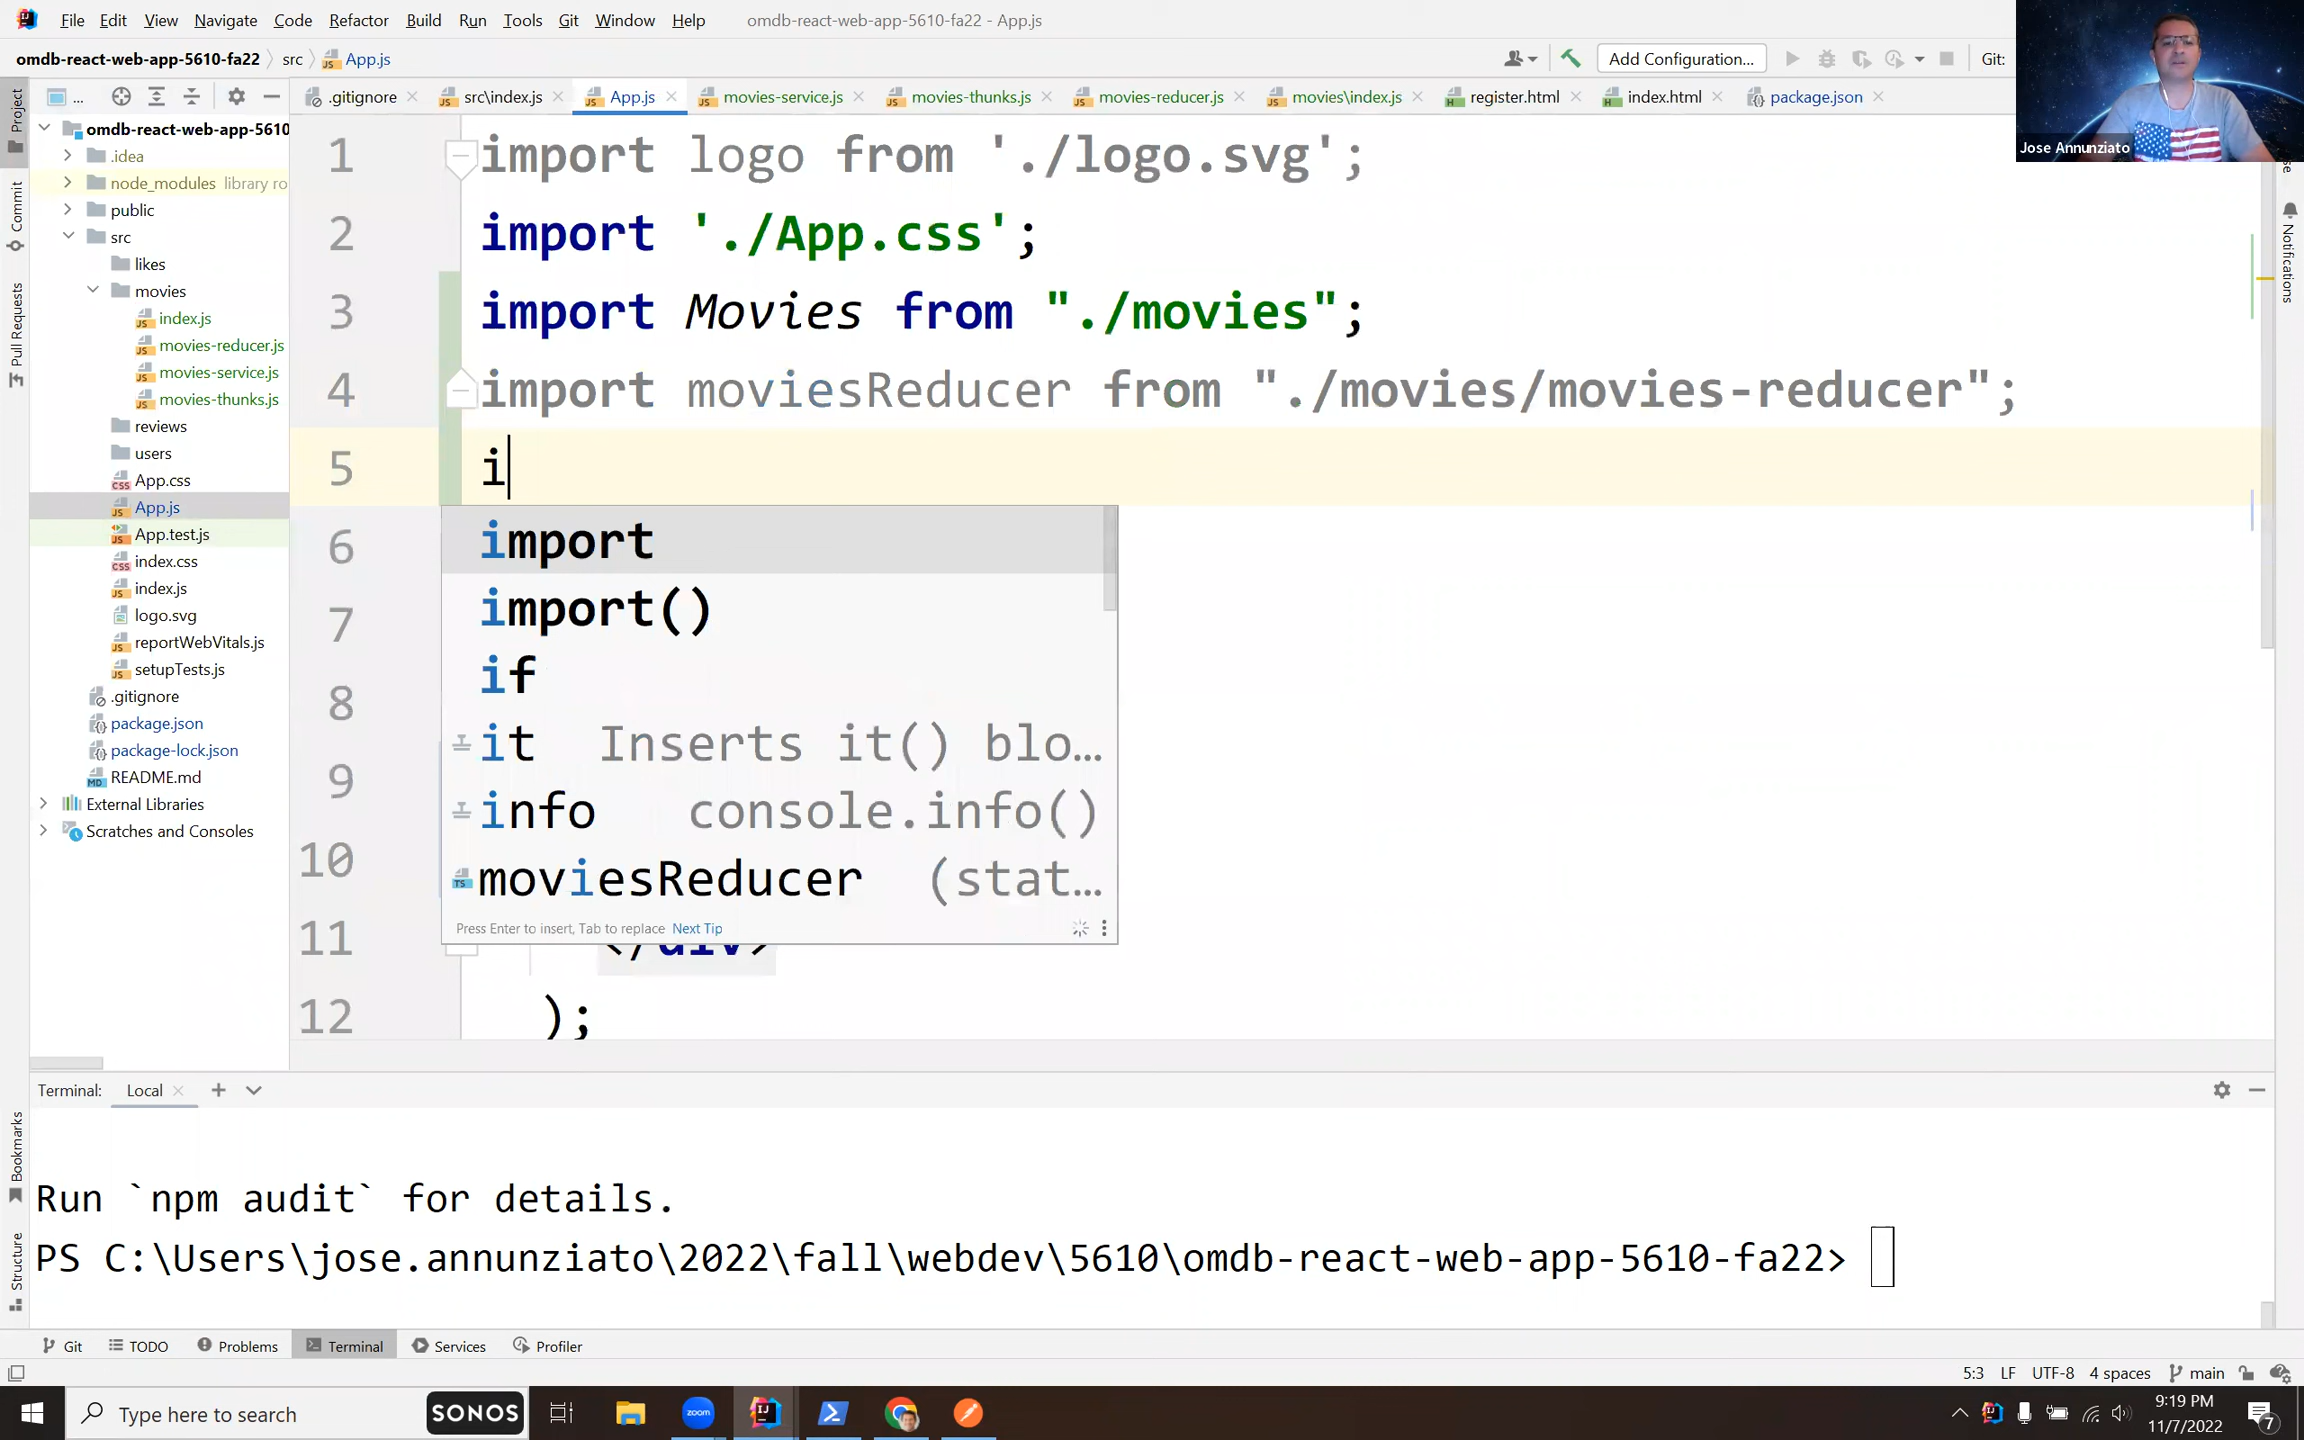 File Edit View Navigate Code Refactor Build Run Tools Git Window Help omdb-react-web-app-5610-fa22 - App.js
omdb-react-web-app-5610-fa22 src App.js Add Configuration... Git:
... .gitignore src\index.js App.js movies-service.js movies-thunks.js movies-reducer.js movies\index.js register.html index.html package.json
Jose Annunziato
Project
Commit
Pull Requests
Bookmarks
Structure
Notifications
omdb-react-web-app-5610
.idea
node_modules library ro
public
src
likes
movies
index.js
movies-reducer.js
movies-service.js
movies-thunks.js
reviews
users
App.css
App.js
App.test.js
index.css
index.js
logo.svg
reportWebVitals.js
setupTests.js
.gitignore
package.json
package-lock.json
README.md
External Libraries
Scratches and Consoles
1 import logo from './logo.svg';
2 import './App.css';
3 import Movies from "./movies";
4 import moviesReducer from "./movies/movies-reducer";
5 i
6
7
8
9
10
11 </div>
12 );
import
import()
if
it Inserts it() blo...
info console.info()
moviesReducer (stat...
Press Enter to insert, Tab to replace Next Tip
Terminal: Local
Run `npm audit` for details.
PS C:\Users\jose.annunziato\2022\fall\webdev\5610\omdb-react-web-app-5610-fa22>
Git TODO Problems Terminal Services Profiler
5:3 LF UTF-8 4 spaces main
Type here to search SONOS zoom
9:19 PM
11/7/2022
7